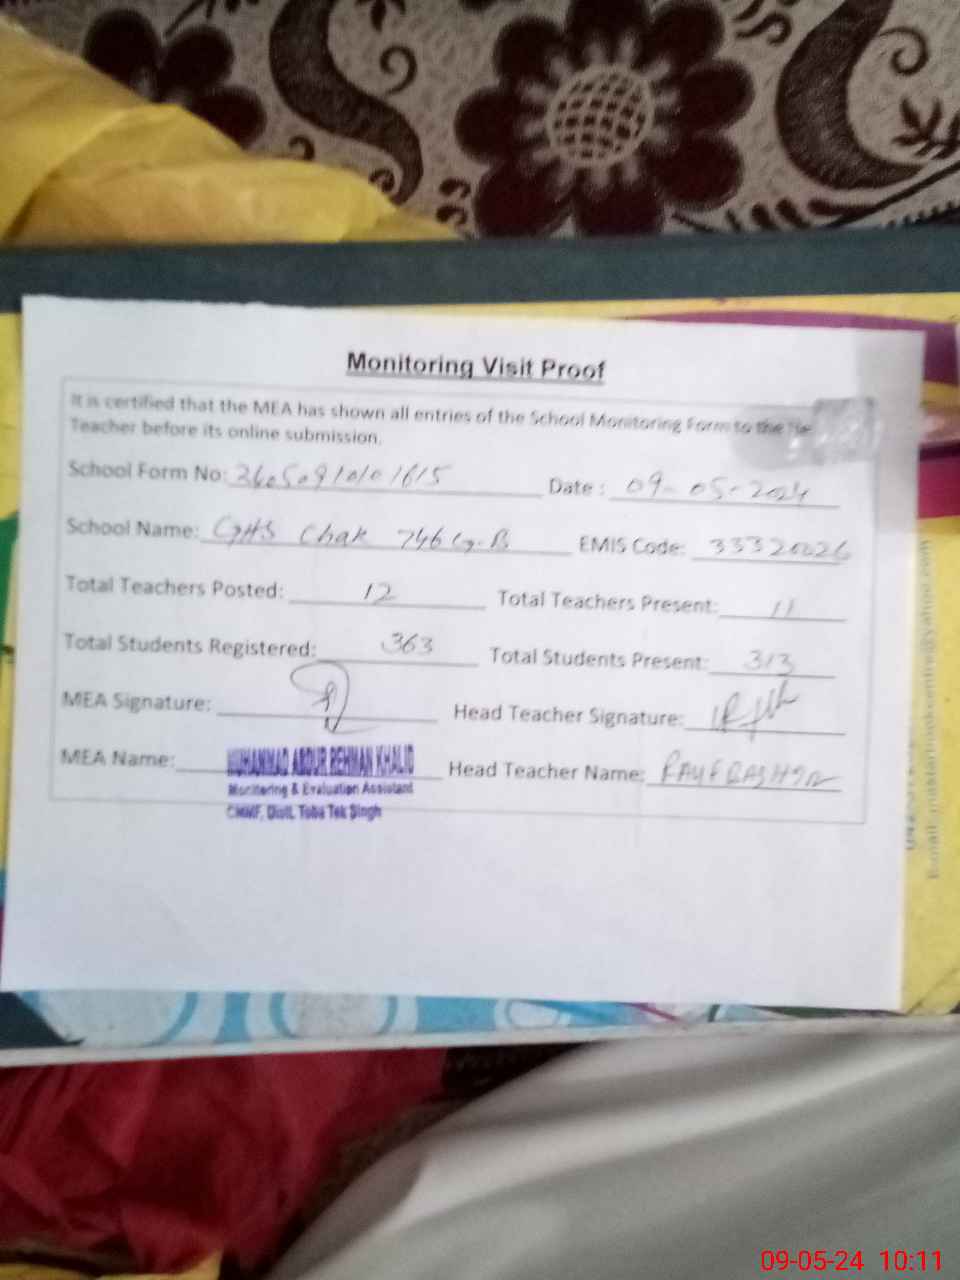 Monitoring Visit Proof
It is certified that the MEA has shown all entries of the School Monitoring Form to the He
Teacher before its online submission.
School Form No: Date: 09-05-2024
School Name: GHS Chak 746 G.B EMIS Code:
Total Teachers Posted: 12 Total Teachers Present: 11
Total Students Registered: 363 Total Students Present: 313
MEA Signature: Head Teacher Signature:
MEA Name: MUHAMMAD ABDUR REHMAN KHALID Head Teacher Name:
Monitoring & Evaluation Assistant
CMMF, Distt. Toba Tek Singh
09-05-24 10:11